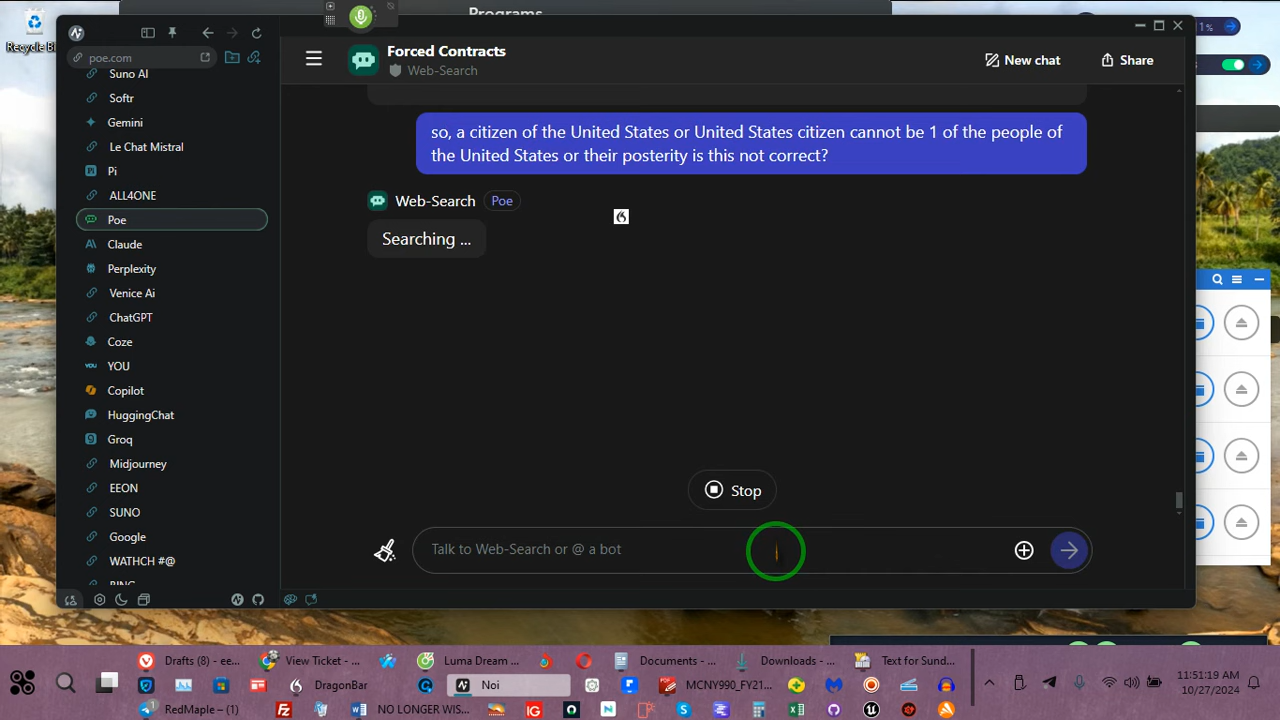 Programs
Recycle Bi
poe.com
Suno AI
Softr
Gemini
Le Chat Mistral
Pi
ALL4ONE
Poe
Claude
Perplexity
Venice Ai
ChatGPT
Coze
YOU
Copilot
HuggingChat
Groq
Midjourney
EEON
SUNO
Google
WATHCH #@
BING
Forced Contracts
Web-Search
New chat
Share
so, a citizen of the United States or United States citizen cannot be 1 of the people of
the United States or their posterity is this not correct?
Web-Search Poe
Searching ...
Stop
Talk to Web-Search or @ a bot
1%
Drafts (8) - ee...
View Ticket - ...
Luma Dream ...
Documents - ...
Downloads - ...
Text for Sund...
DragonBar
Noi
MCNY990_FY21...
RedMaple – (1)
NO LONGER WIS...
11:51:19 AM
10/27/2024